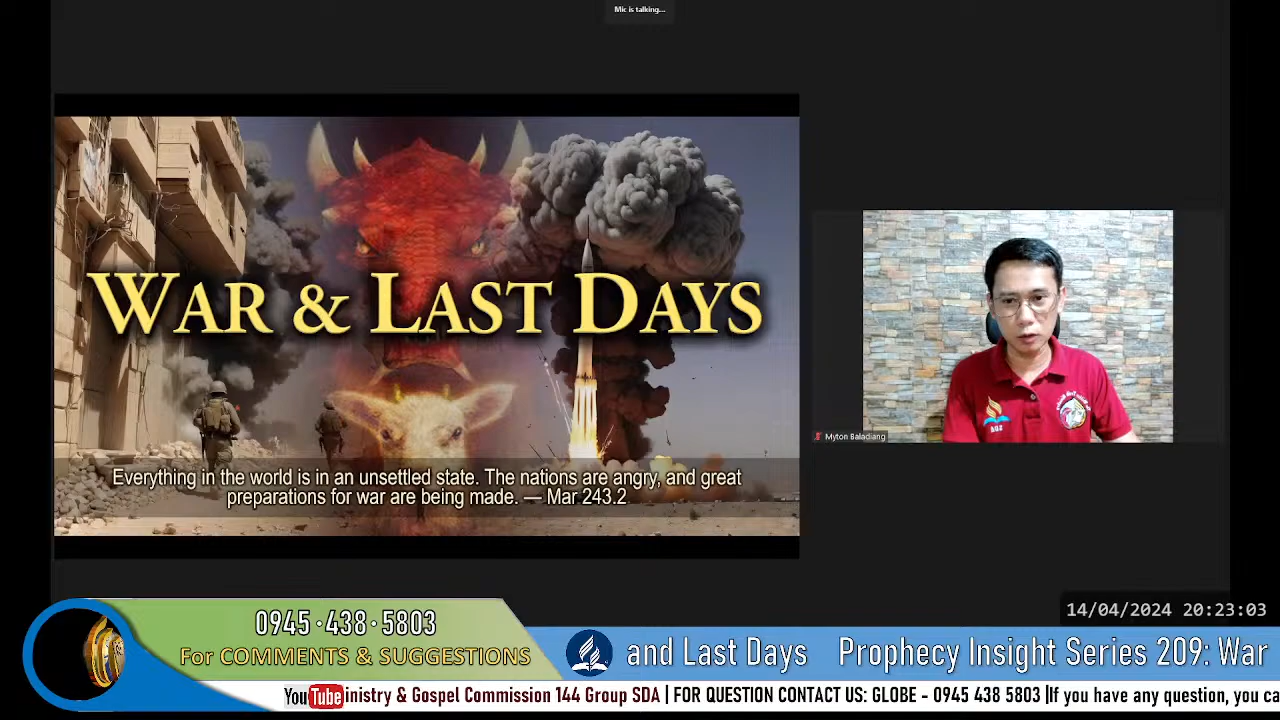 Mic is talking...
WAR & LAST DAYS
Everything in the world is in an unsettled state. The nations are angry, and great
preparations for war are being made. — Mar 243.2
Myton Baladiang
14/04/2024 20:23:03
0945·438·5803
For COMMENTS & SUGGESTIONS
and Last Days Prophecy Insight Series 209: War
YouTube inistry & Gospel Commission 144 Group SDA | FOR QUESTION CONTACT US: GLOBE - 0945 438 5803 |If you have any question, you ca